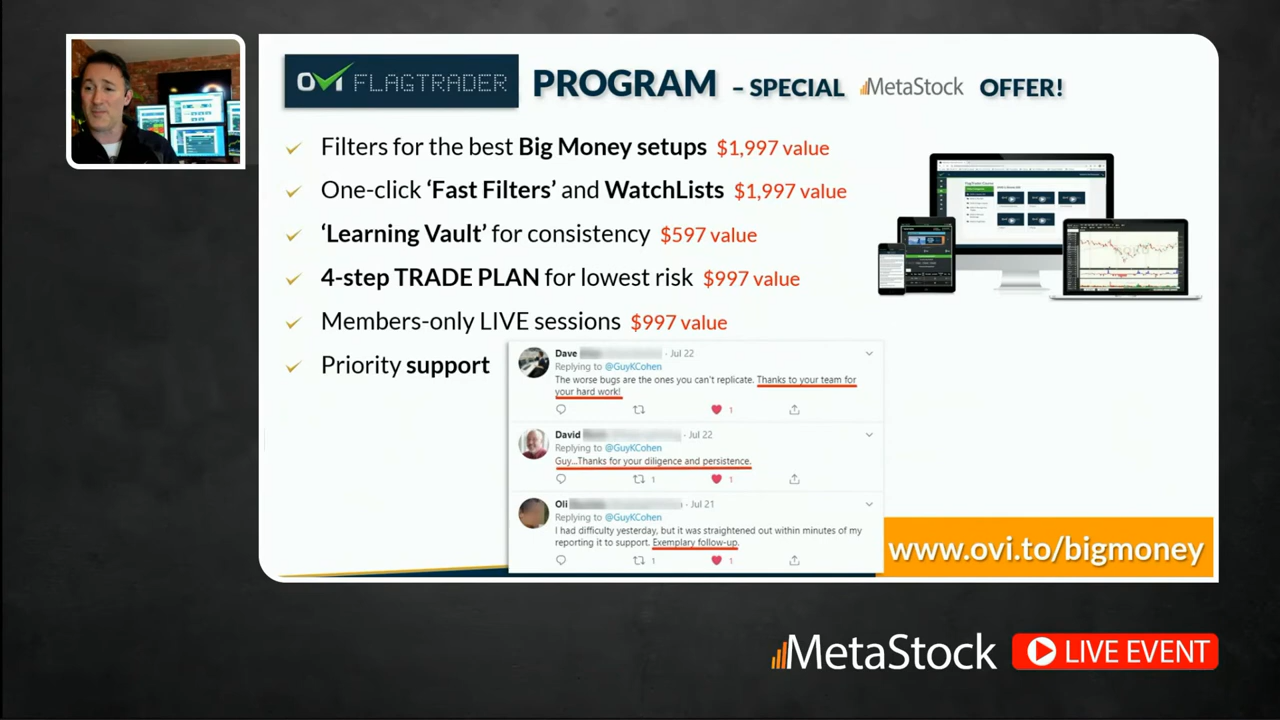 OVI FLAGTRADER PROGRAM – SPECIAL MetaStock OFFER!
Filters for the best Big Money setups $1,997 value
One-click ‘Fast Filters’ and WatchLists $1,997 value
‘Learning Vault’ for consistency $597 value
4-step TRADE PLAN for lowest risk $997 value
Members-only LIVE sessions $997 value
Priority support
Dave · Jul 22
Replying to @GuyKCohen
The worse bugs are the ones you can't replicate. Thanks to your team for
your hard work!
1
David · Jul 22
Replying to @GuyKCohen
Guy...Thanks for your diligence and persistence.
1 1
Oli · Jul 21
Replying to @GuyKCohen
I had difficulty yesterday, but it was straightened out within minutes of my
reporting it to support. Exemplary follow-up.
1 1
www.ovi.to/bigmoney
MetaStock LIVE EVENT